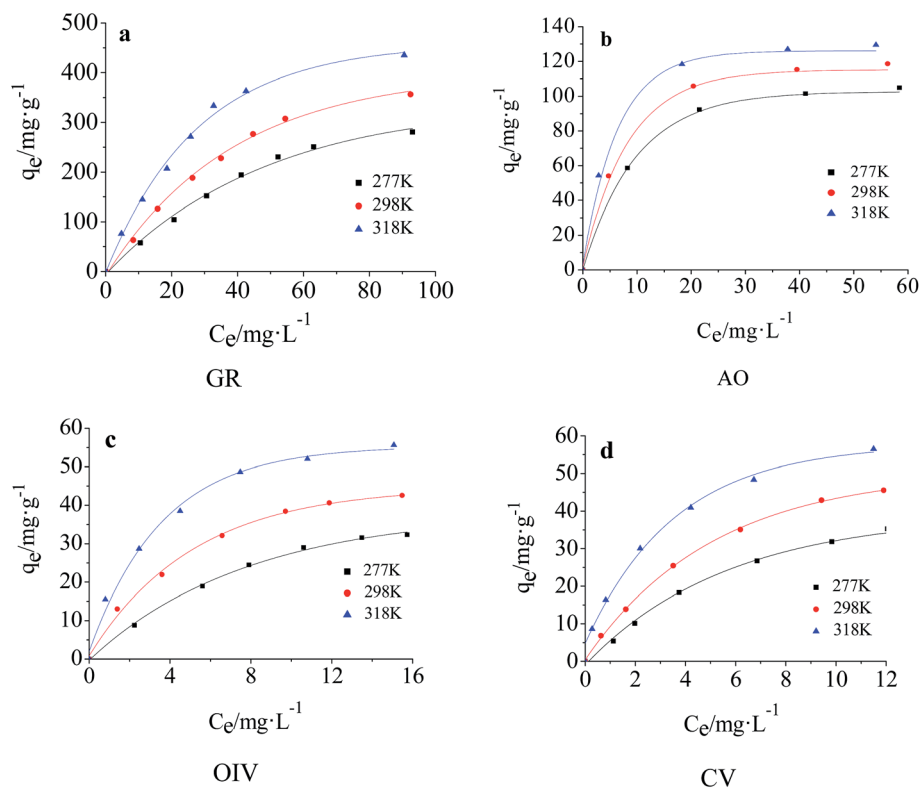 a
500
400
300
200
100
0
qe/mg·g-1
277K
298K
318K
0 20 40 60 80 100
Ce/mg·L-1
GR
b
140
120
100
80
60
40
20
0
qe/mg·g-1
277K
298K
318K
0 10 20 30 40 50 60
Ce/mg·L-1
AO
c
60
50
40
30
20
10
0
qe/mg·g-1
277K
298K
318K
0 4 8 12 16
Ce/mg·L-1
OIV
d
60
50
40
30
20
10
0
qe/mg·g-1
277K
298K
318K
0 2 4 6 8 10 12
Ce/mg·L-1
CV